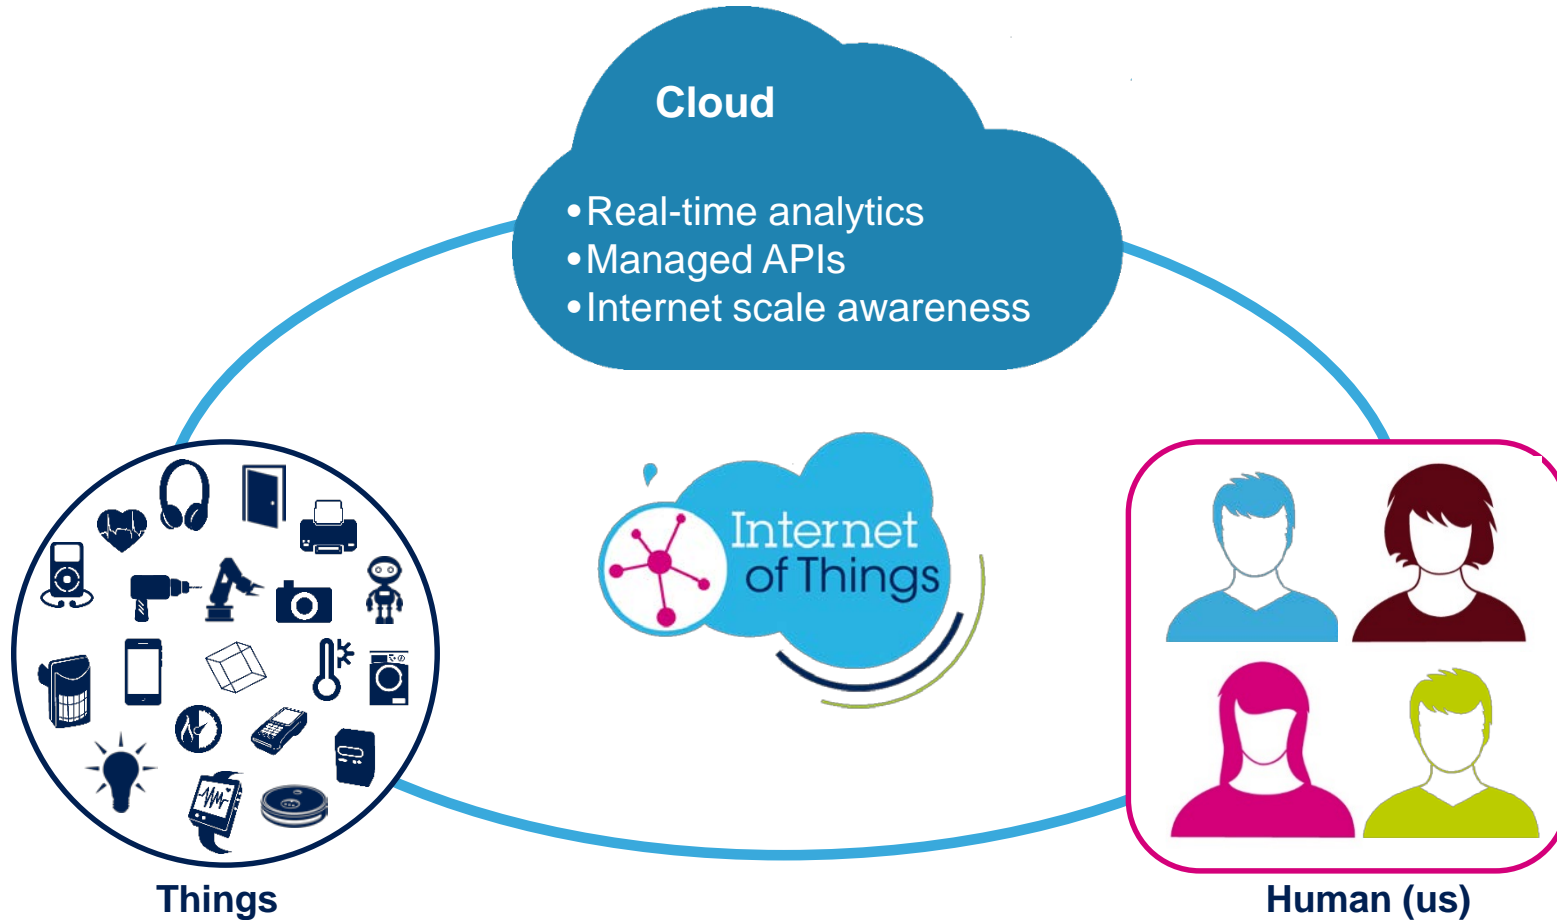 Cloud
•Real-time analytics
•Managed APIs
•Internet scale awareness
Internet
of Things
Things
Human (us)